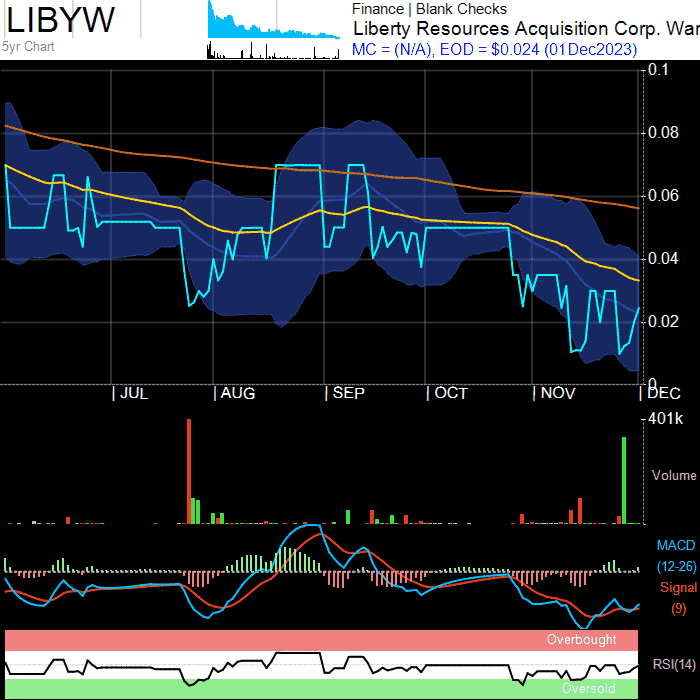 LIBYW
5yr Chart
Finance | Blank Checks
Liberty Resources Acquisition Corp. War
MC = (N/A), EOD = $0.024 (01Dec2023)
0.1
0.08
0.06
0.04
0.02
0
| JUL | AUG | SEP | OCT | NOV | DEC
401k
Volume
MACD
(12-26)
Signal
(9)
Overbought
RSI(14)
Oversold